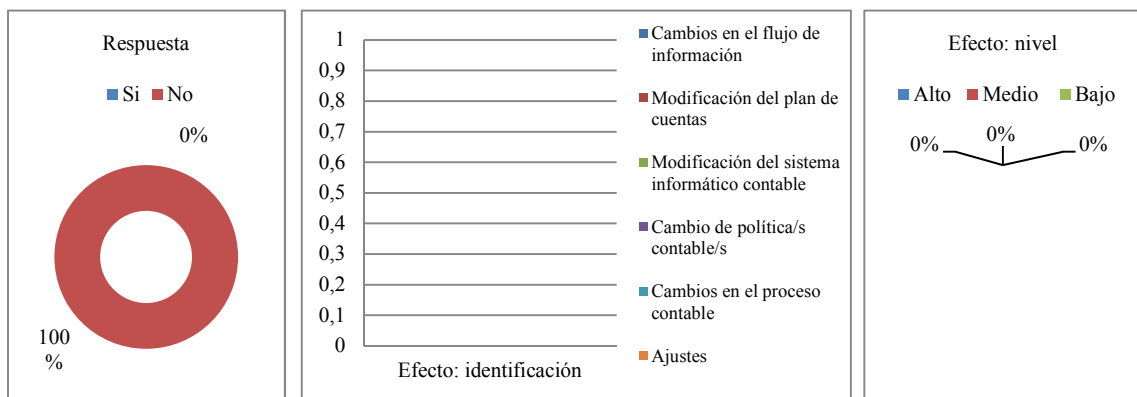 Respuesta
Si No
0%
100
%
1
0,9
0,8
0,7
0,6
0,5
0,4
0,3
0,2
0,1
0
Efecto: identificación
Cambios en el flujo de
información
Modificación del plan de
cuentas
Modificación del sistema
informático contable
Cambio de política/s
contable/s
Cambios en el proceso
contable
Ajustes
Efecto: nivel
Alto Medio Bajo
0% 0% 0%